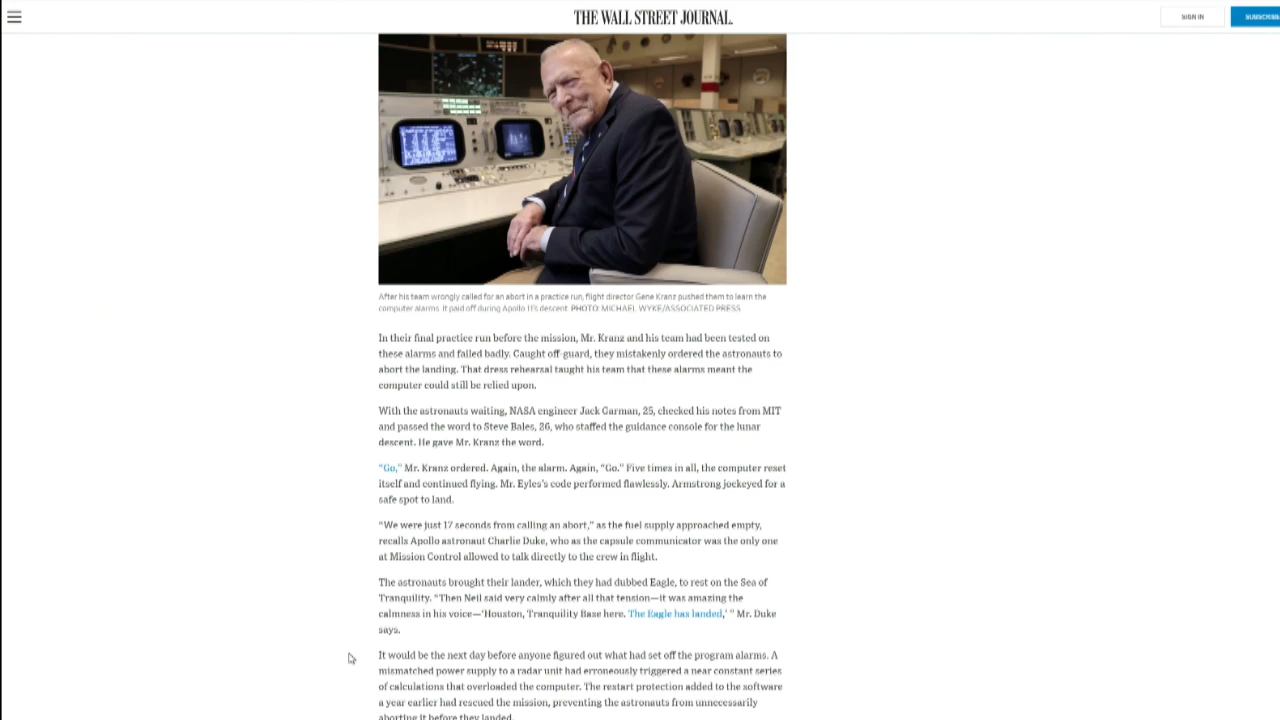 THE WALL STREET JOURNAL.
SIGN IN
After his team wrongly called for an abort in a practice run, flight director Gene Kranz pushed them to learn the
computer alarms. It paid off during Apollo 11's descent. PHOTO: MICHAEL WYKE/ASSOCIATED PRESS
In their final practice run before the mission, Mr. Kranz and his team had been tested on
these alarms and failed badly. Caught off-guard, they mistakenly ordered the astronauts to
abort the landing. That dress rehearsal taught his team that these alarms meant the
computer could still be relied upon.
With the astronauts waiting, NASA engineer Jack Garman, 25, checked his notes from MIT
and passed the word to Steve Bales, 26, who staffed the guidance console for the lunar
descent. He gave Mr. Kranz the word.
"Go," Mr. Kranz ordered. Again, the alarm. Again, "Go." Five times in all, the computer reset
itself and continued flying. Mr. Eyles's code performed flawlessly. Armstrong jockeyed for a
safe spot to land.
"We were just 17 seconds from calling an abort," as the fuel supply approached empty,
recalls Apollo astronaut Charlie Duke, who as the capsule communicator was the only one
at Mission Control allowed to talk directly to the crew in flight.
The astronauts brought their lander, which they had dubbed Eagle, to rest on the Sea of
Tranquility. "Then Neil said very calmly after all that tension—it was amazing the
calmness in his voice—'Houston, Tranquility Base here. The Eagle has landed,' " Mr. Duke
says.
It would be the next day before anyone figured out what had set off the program alarms. A
mismatched power supply to a radar unit had erroneously triggered a near constant series
of calculations that overloaded the computer. The restart protection added to the software
a year earlier had rescued the mission, preventing the astronauts from unnecessarily
aborting it before they landed.